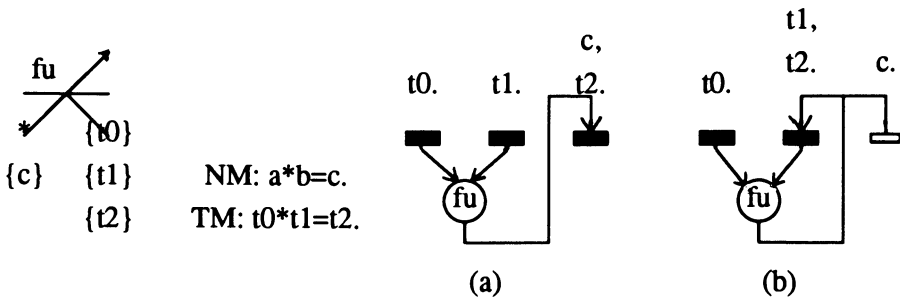 fu
*
{t0}
{c}
{t1}
{t2}
NM: a*b=c.
TM: t0*t1=t2.
t0.
t1.
c,
t2.
fu
(a)
t0.
t1,
t2.
c.
fu
(b)